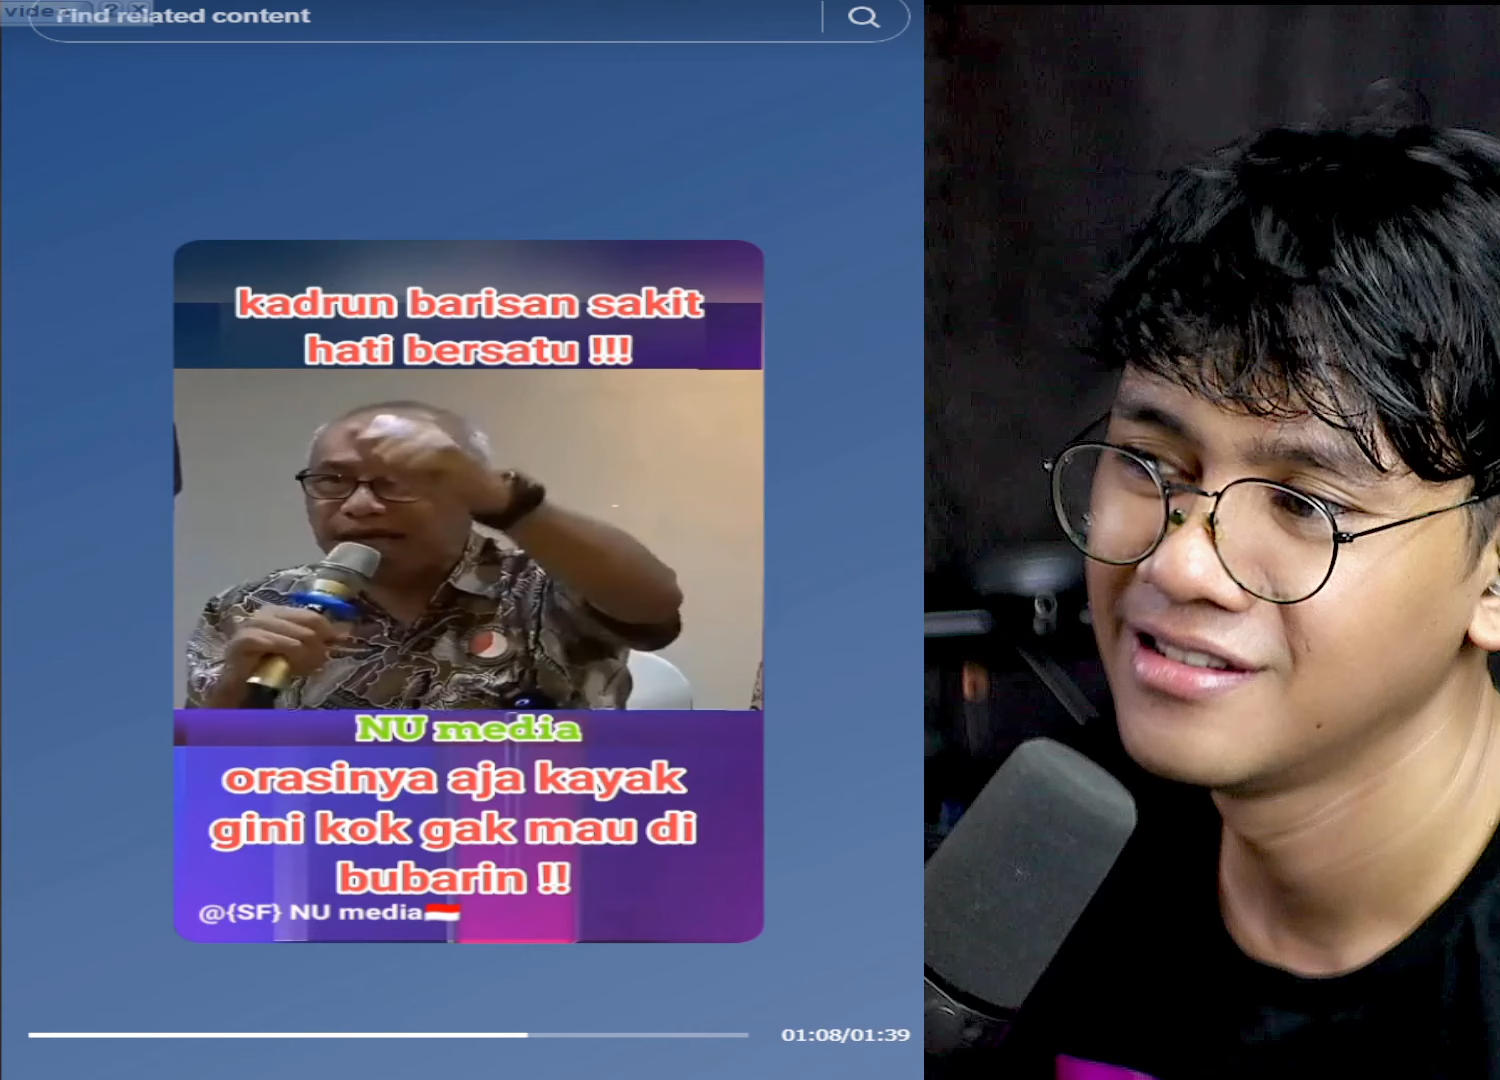 Find related content
kadrun barisan sakit
hati bersatu !!!
NU media
orasinya aja kayak
gini kok gak mau di
bubarin !!
@{SF} NU media🇮🇩
01:08/01:39